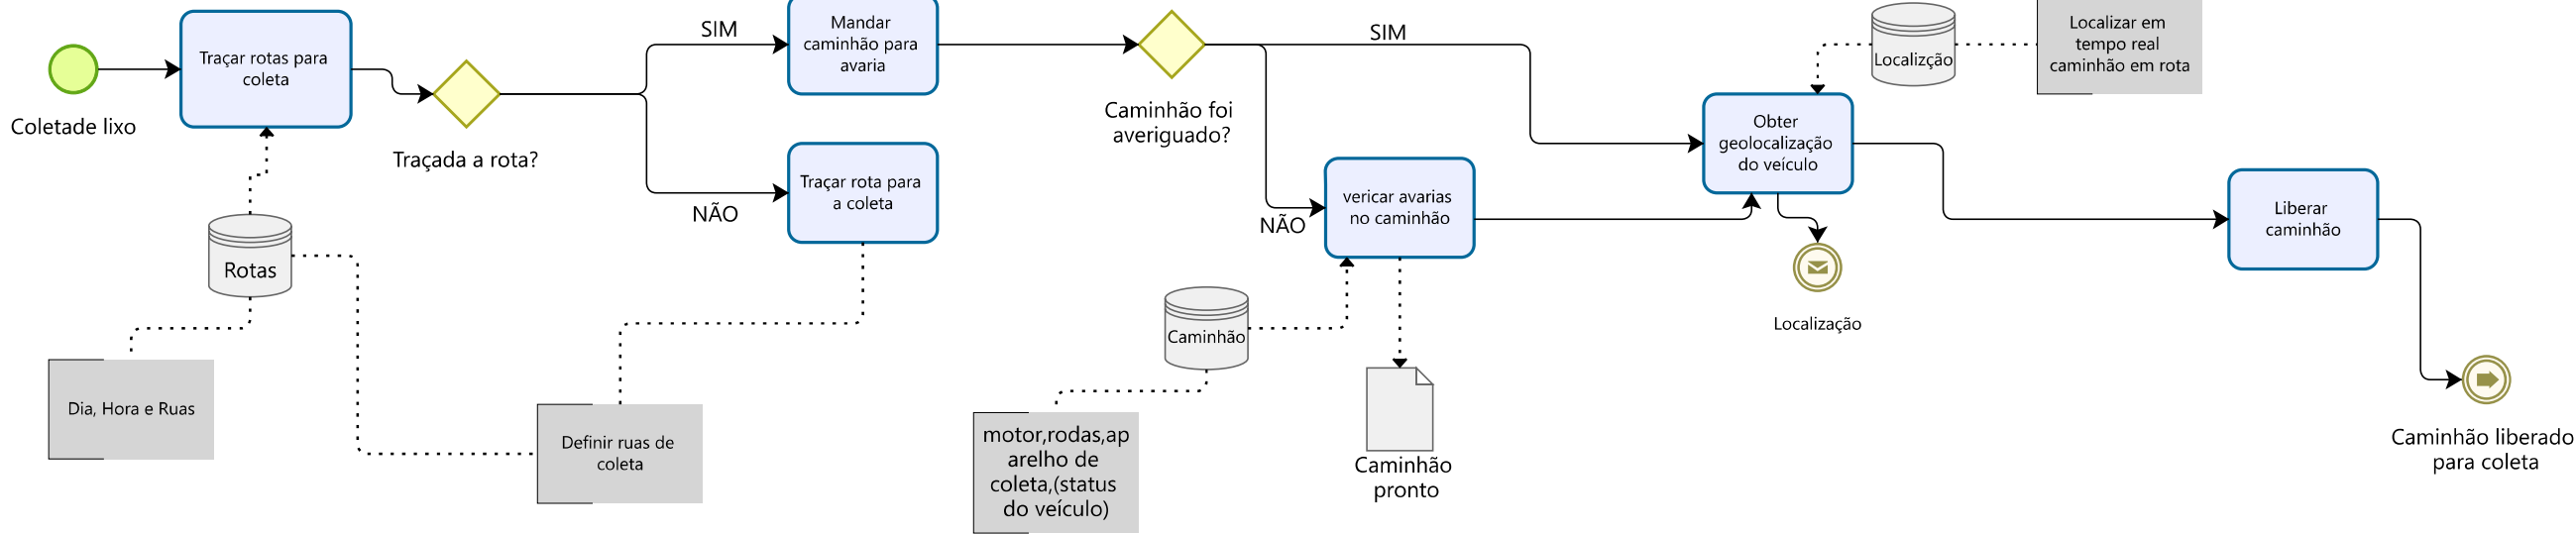 Coletade lixo
Traçar rotas para
coleta
Traçada a rota?
SIM
NÃO
Mandar
caminhão para
avaria
Traçar rota para
a coleta
Rotas
Dia, Hora e Ruas
Definir ruas de
coleta
Caminhão foi
averiguado?
SIM
NÃO
vericar avarias
no caminhão
Caminhão
motor,rodas,ap
arelho de
coleta,(status
do veículo)
Caminhão
pronto
Obter
geolocalização
do veículo
Localizção
Localizar em
tempo real
caminhão em rota
Localização
Liberar
caminhão
Caminhão liberado
para coleta